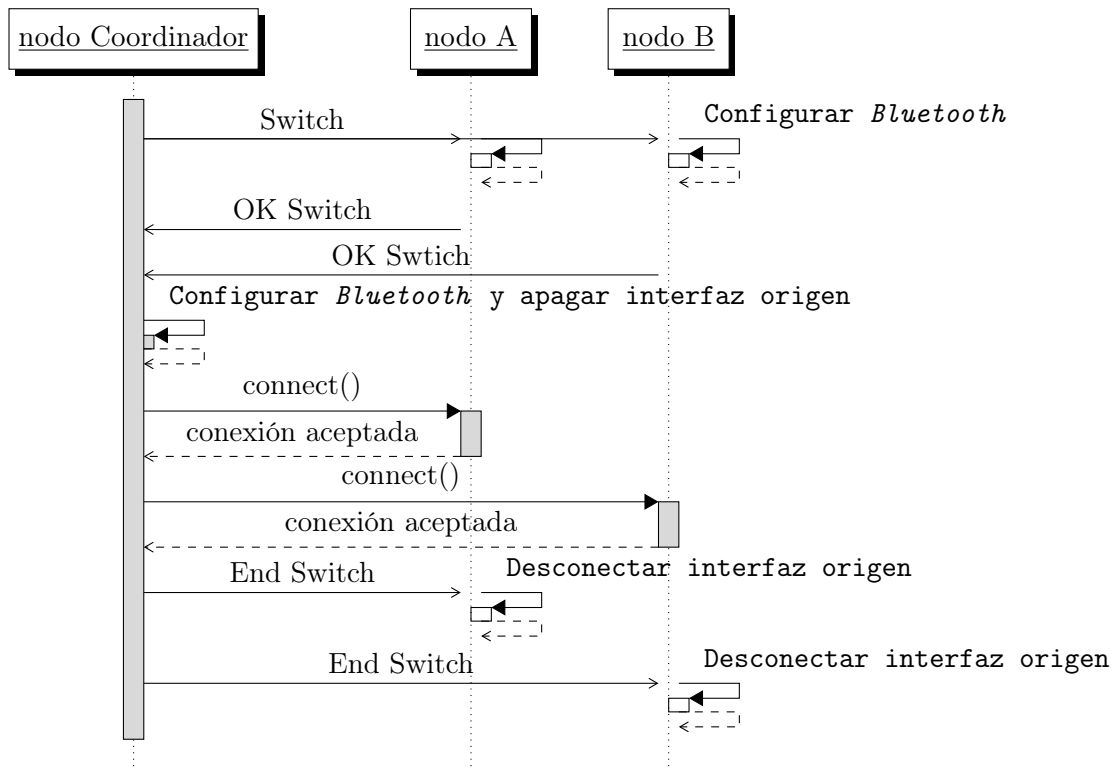 nodo Coordinador
nodo A
nodo B
Configurar Bluetooth
Switch
OK Switch
OK Swtich
Configurar Bluetooth y apagar interfaz origen
connect()
conexión aceptada
connect()
conexión aceptada
Desconectar interfaz origen
End Switch
Desconectar interfaz origen
End Switch